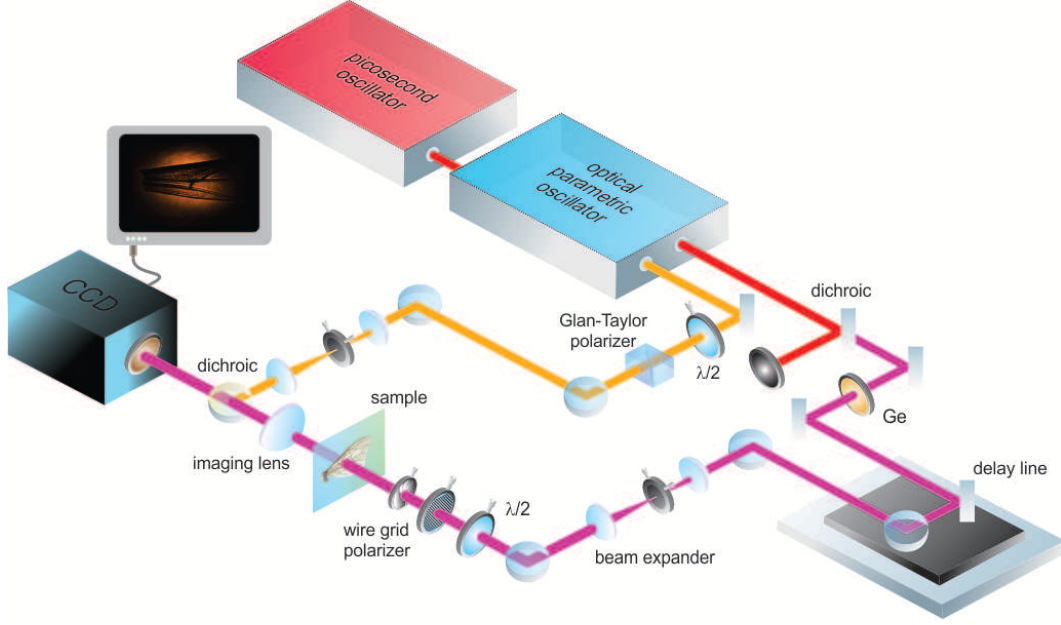 picosecond
oscillator
optical
parametric
oscillator
CCD
dichroic
Glan-Taylor
polarizer
λ/2
dichroic
Ge
sample
imaging lens
delay line
λ/2
wire grid
polarizer
beam expander